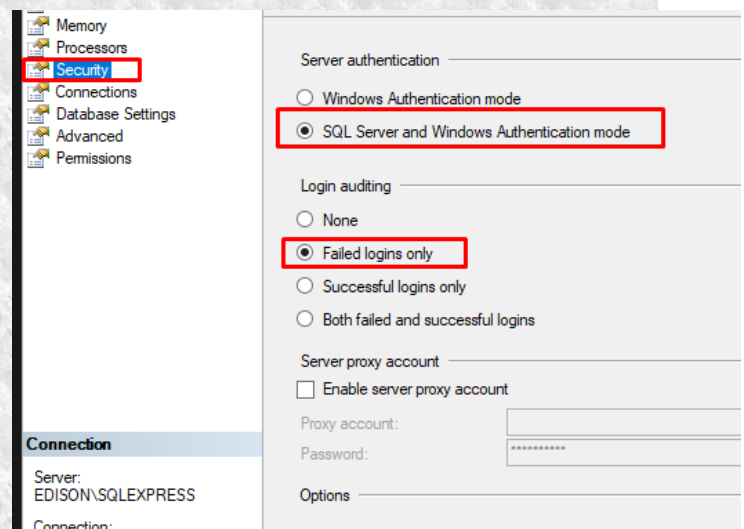 Memory
Processors
Security
Connections
Database Settings
Advanced
Permissions
Connection
Server:
EDISON\SQLEXPRESS
Connection:
Server authentication
Windows Authentication mode
SQL Server and Windows Authentication mode
Login auditing
None
Failed logins only
Successful logins only
Both failed and successful logins
Server proxy account
Enable server proxy account
Proxy account:
Password:
**********
Options